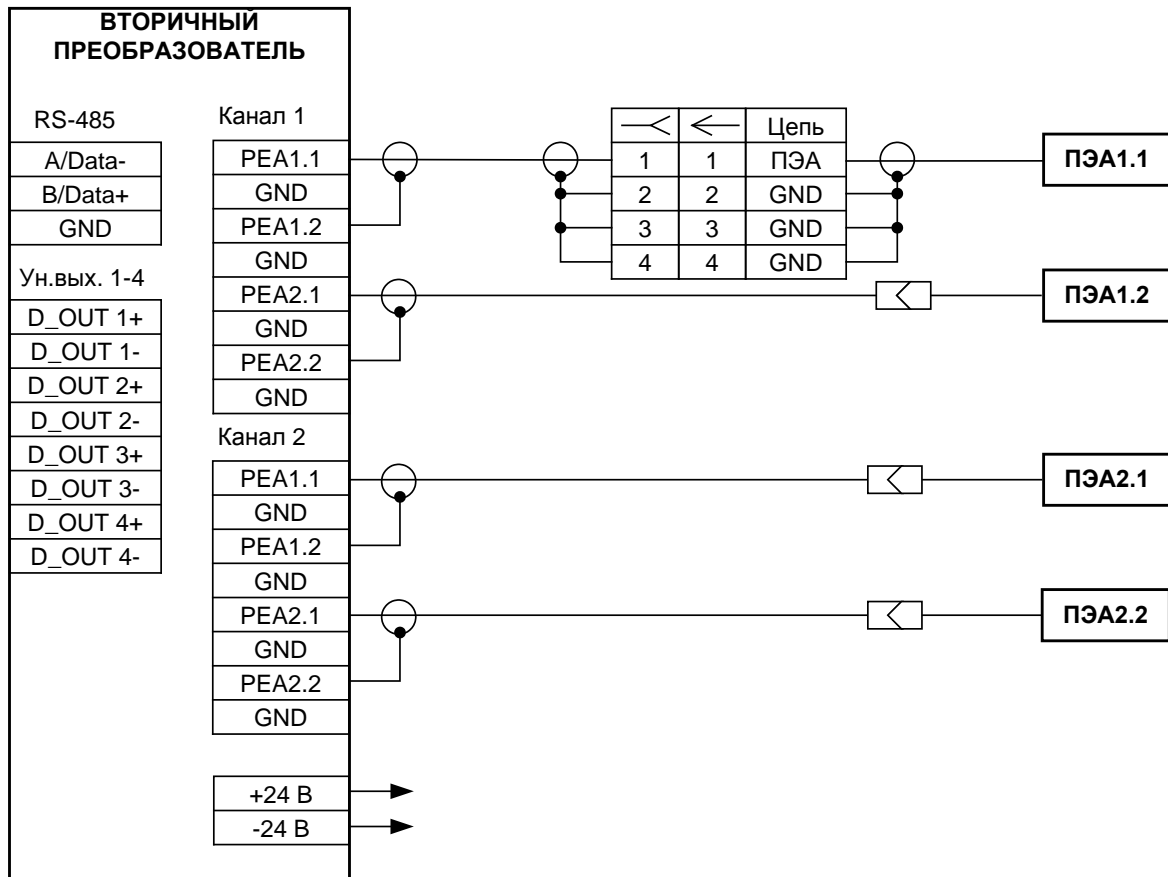 ВТОРИЧНЫЙ
ПРЕОБРАЗОВАТЕЛЬ
RS-485
A/Data-
B/Data+
GND
Ун.вых. 1-4
D_OUT 1+
D_OUT 1-
D_OUT 2+
D_OUT 2-
D_OUT 3+
D_OUT 3-
D_OUT 4+
D_OUT 4-
Канал 1
PEA1.1
GND
PEA1.2
GND
PEA2.1
GND
PEA2.2
GND
Канал 2
PEA1.1
GND
PEA1.2
GND
PEA2.1
GND
PEA2.2
GND
+24 В
-24 В
Цепь
1 1 ПЭА
2 2 GND
3 3 GND
4 4 GND
ПЭА1.1
ПЭА1.2
ПЭА2.1
ПЭА2.2